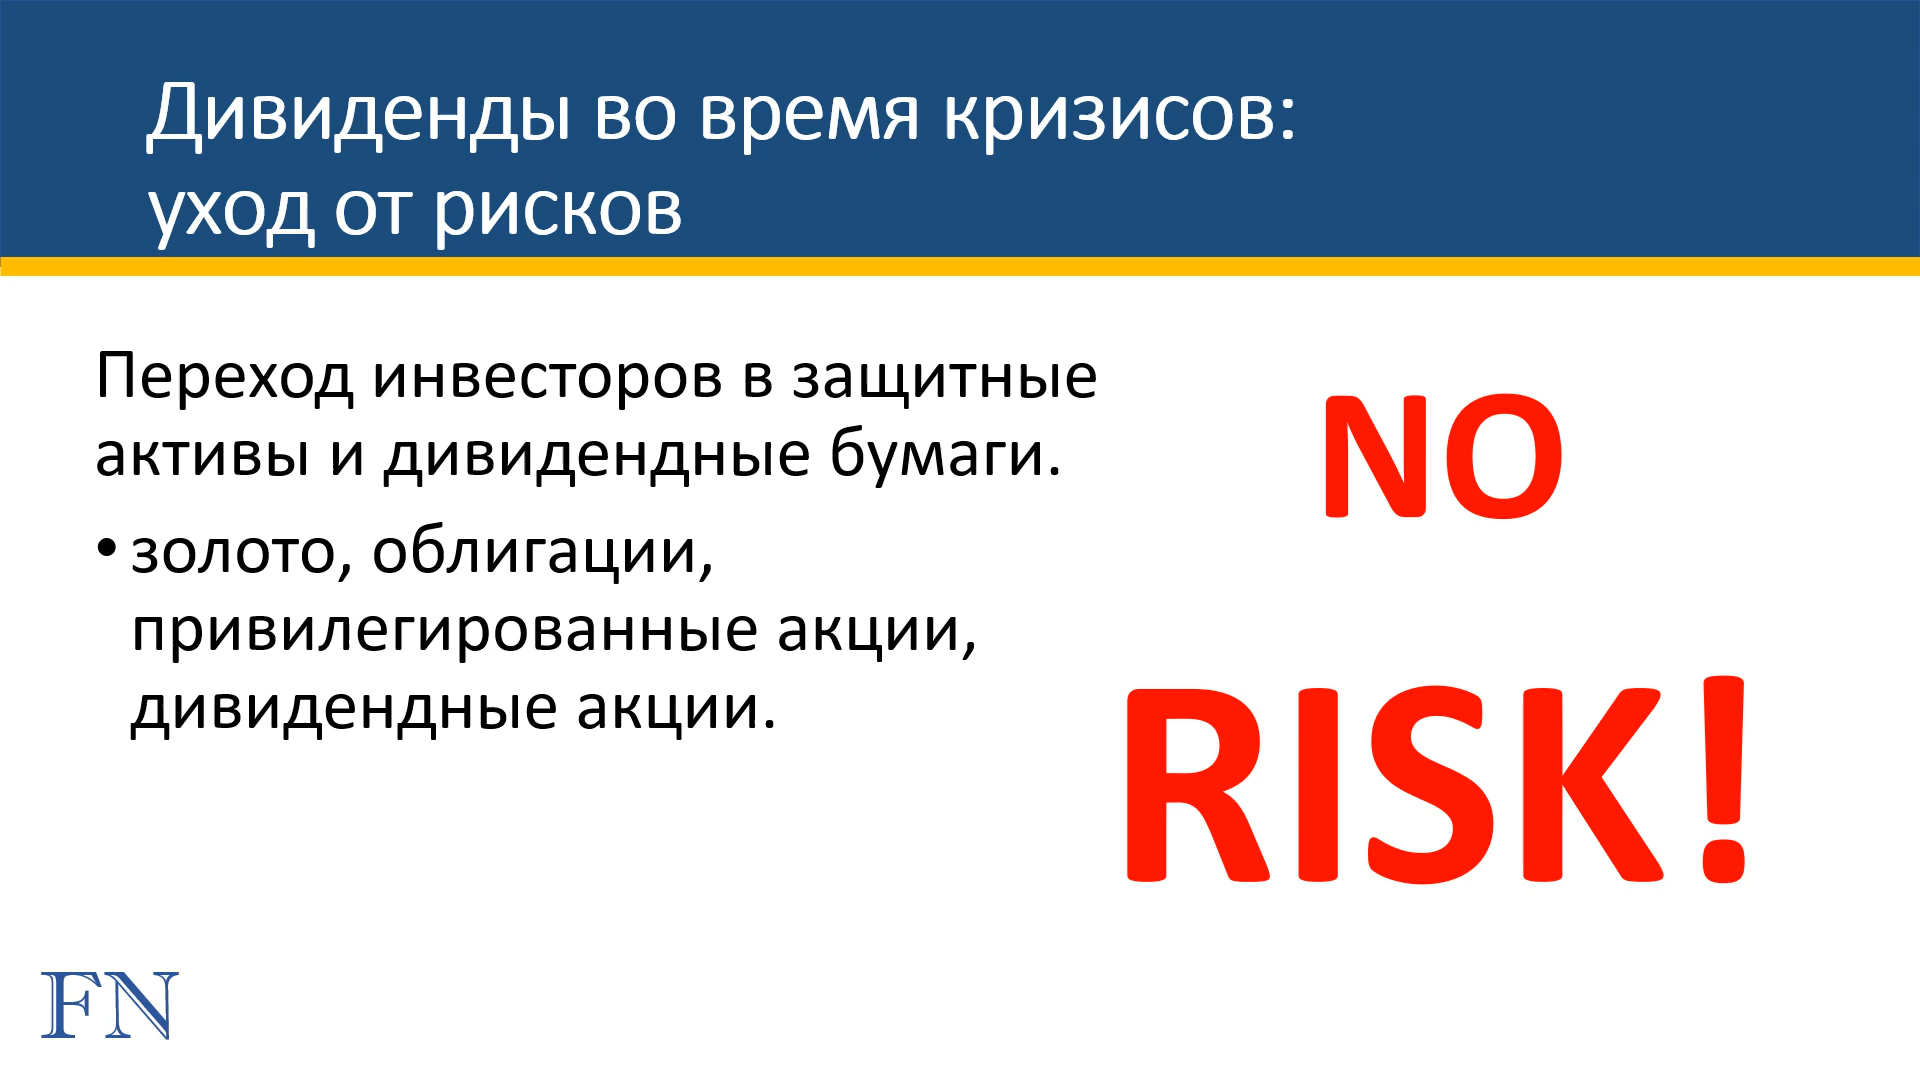 Дивиденды во время кризисов:
уход от рисков
Переход инвесторов в защитные
активы и дивидендные бумаги.
• золото, облигации,
привилегированные акции,
дивидендные акции.
NO
RISK!
FN